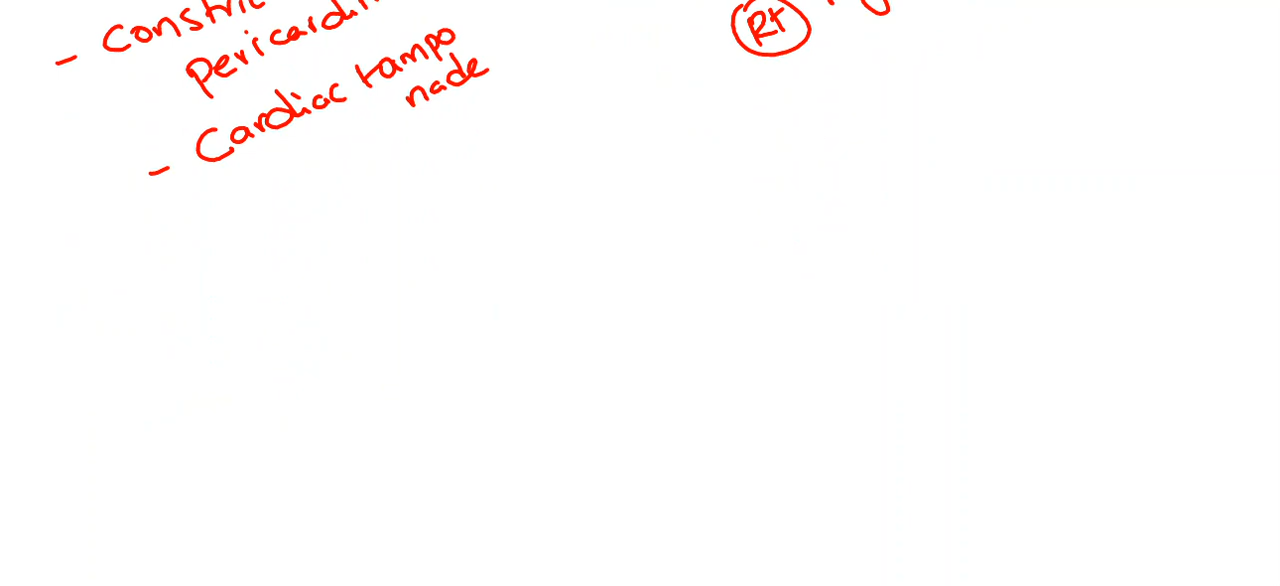 - Constric
Pericardi
- Cardiac tampo
nade
Rt